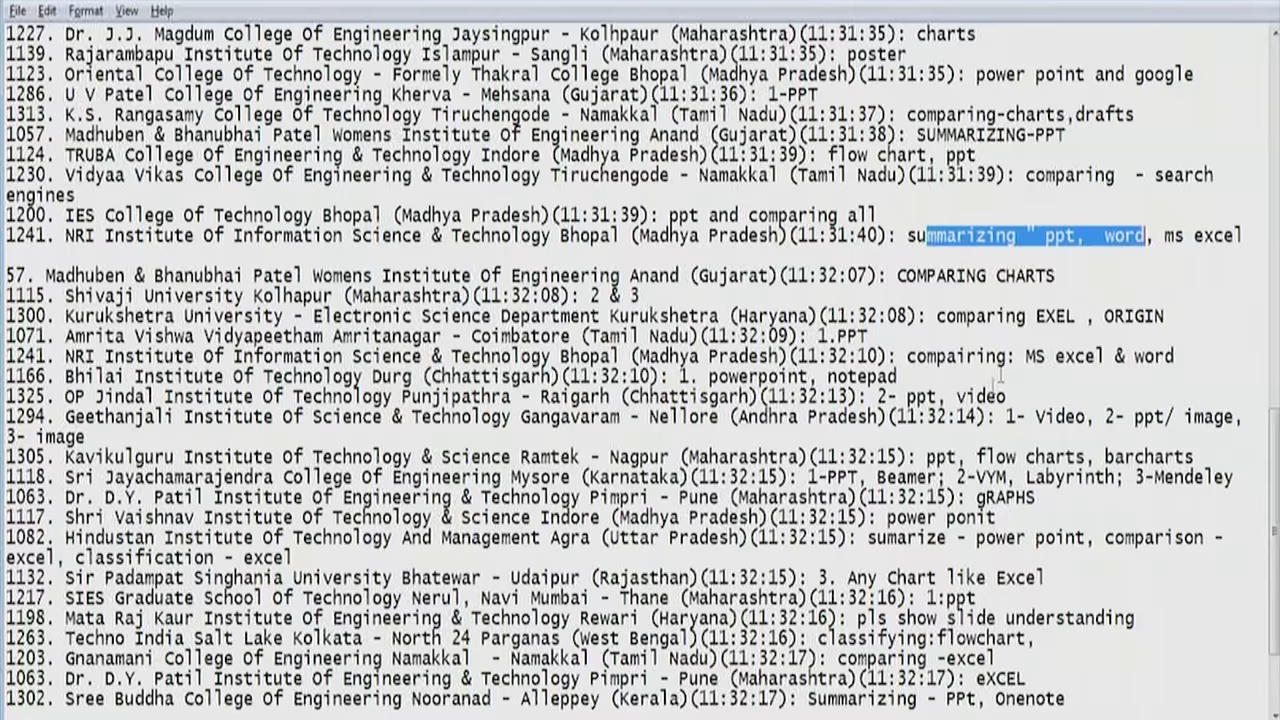 File Edit Format View Help
1227. Dr. J.J. Magdum College Of Engineering Jaysingpur - Kolhpaur (Maharashtra)(11:31:35): charts
1139. Rajarambapu Institute Of Technology Islampur - Sangli (Maharashtra)(11:31:35): poster
1123. Oriental College Of Technology - Formely Thakral College Bhopal (Madhya Pradesh)(11:31:35): power point and google
1286. U V Patel College Of Engineering Kherva - Mehsana (Gujarat)(11:31:36): 1-PPT
1313. K.S. Rangasamy College Of Technology Tiruchengode - Namakkal (Tamil Nadu)(11:31:37): comparing-charts,drafts
1057. Madhuben & Bhanubhai Patel Womens Institute Of Engineering Anand (Gujarat)(11:31:38): SUMMARIZING-PPT
1124. TRUBA College Of Engineering & Technology Indore (Madhya Pradesh)(11:31:39): flow chart, ppt
1230. Vidyaa Vikas College Of Engineering & Technology Tiruchengode - Namakkal (Tamil Nadu)(11:31:39): comparing  - search
engines
1200. IES College Of Technology Bhopal (Madhya Pradesh)(11:31:39): ppt and comparing all
1241. NRI Institute Of Information Science & Technology Bhopal (Madhya Pradesh)(11:31:40): summarizing " ppt,  word, ms excel
57. Madhuben & Bhanubhai Patel Womens Institute Of Engineering Anand (Gujarat)(11:32:07): COMPARING CHARTS
1115. Shivaji University Kolhapur (Maharashtra)(11:32:08): 2 & 3
1300. Kurukshetra University - Electronic Science Department Kurukshetra (Haryana)(11:32:08): comparing EXEL , ORIGIN
1071. Amrita Vishwa Vidyapeetham Amritanagar - Coimbatore (Tamil Nadu)(11:32:09): 1.PPT
1241. NRI Institute Of Information Science & Technology Bhopal (Madhya Pradesh)(11:32:10): compairing: MS excel & word
1166. Bhilai Institute Of Technology Durg (Chhattisgarh)(11:32:10): 1. powerpoint, notepad
1325. OP Jindal Institute Of Technology Punjipathra - Raigarh (Chhattisgarh)(11:32:13): 2- ppt, video
1294. Geethanjali Institute Of Science & Technology Gangavaram - Nellore (Andhra Pradesh)(11:32:14): 1- Video, 2- ppt/ image,
3- image
1305. Kavikulguru Institute Of Technology & Science Ramtek - Nagpur (Maharashtra)(11:32:15): ppt, flow charts, barcharts
1118. Sri Jayachamarajendra College Of Engineering Mysore (Karnataka)(11:32:15): 1-PPT, Beamer; 2-VYM, Labyrinth; 3-Mendeley
1063. Dr. D.Y. Patil Institute Of Engineering & Technology Pimpri - Pune (Maharashtra)(11:32:15): gRAPHS
1117. Shri Vaishnav Institute Of Technology & Science Indore (Madhya Pradesh)(11:32:15): power ponit
1082. Hindustan Institute Of Technology And Management Agra (Uttar Pradesh)(11:32:15): sumarize - power point, comparison -
excel, classification - excel
1132. Sir Padampat Singhania University Bhatewar - Udaipur (Rajasthan)(11:32:15): 3. Any Chart like Excel
1217. SIES Graduate School Of Technology Nerul, Navi Mumbai - Thane (Maharashtra)(11:32:16): 1:ppt
1198. Mata Raj Kaur Institute Of Engineering & Technology Rewari (Haryana)(11:32:16): pls show slide understanding
1263. Techno India Salt Lake Kolkata - North 24 Parganas (West Bengal)(11:32:16): classifying:flowchart,
1203. Gnanamani College Of Engineering Namakkal  - Namakkal (Tamil Nadu)(11:32:17): comparing -excel
1063. Dr. D.Y. Patil Institute Of Engineering & Technology Pimpri - Pune (Maharashtra)(11:32:17): eXCEL
1302. Sree Buddha College Of Engineering Nooranad - Alleppey (Kerala)(11:32:17): Summarizing - PPt, Onenote